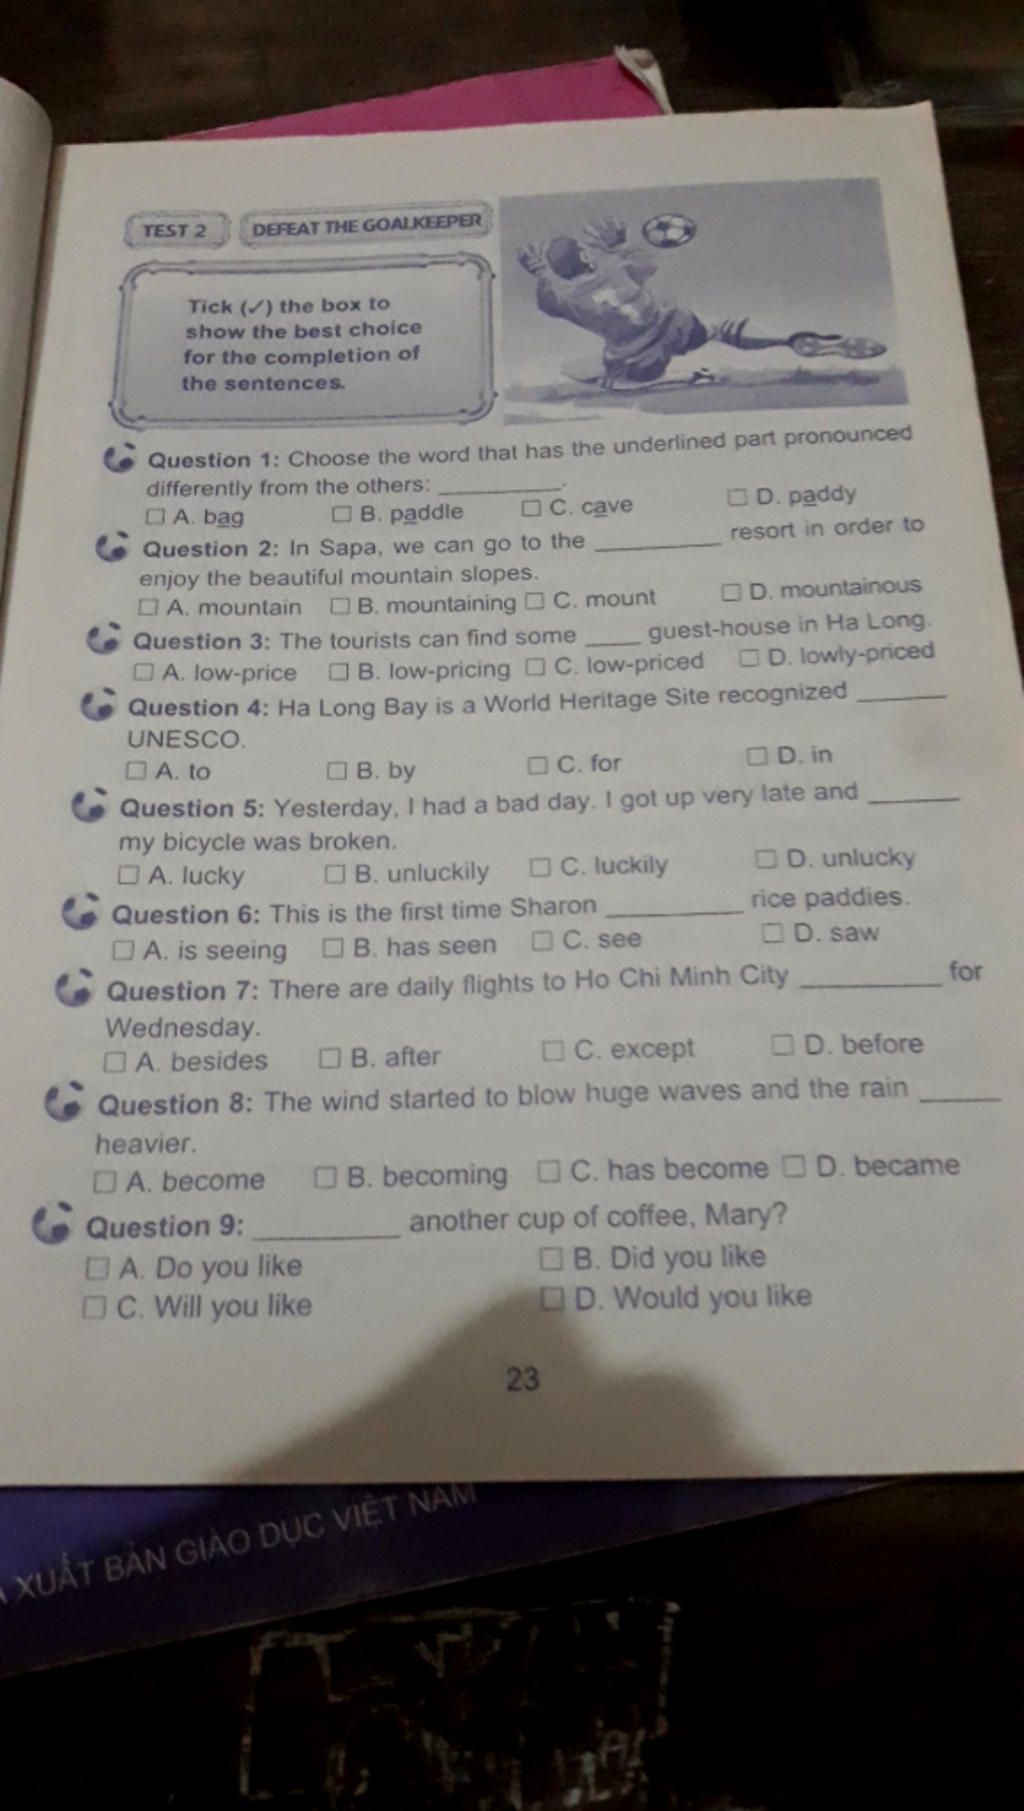 TEST 2 DEFEAT THE GOALKEEPER
Tick (✓) the box to
show the best choice
for the completion of
the sentences.
Question 1: Choose the word that has the underlined part pronounced
differently from the others: __________.
☐ A. bag ☐ B. paddle ☐ C. cave ☐ D. paddy
Question 2: In Sapa, we can go to the __________ resort in order to
enjoy the beautiful mountain slopes.
☐ A. mountain ☐ B. mountaining ☐ C. mount ☐ D. mountainous
Question 3: The tourists can find some _____ guest-house in Ha Long.
☐ A. low-price ☐ B. low-pricing ☐ C. low-priced ☐ D. lowly-priced
Question 4: Ha Long Bay is a World Heritage Site recognized _______
UNESCO.
☐ A. to ☐ B. by ☐ C. for ☐ D. in
Question 5: Yesterday, I had a bad day. I got up very late and _______
my bicycle was broken.
☐ A. lucky ☐ B. unluckily ☐ C. luckily ☐ D. unlucky
Question 6: This is the first time Sharon __________ rice paddies.
☐ A. is seeing ☐ B. has seen ☐ C. see ☐ D. saw
Question 7: There are daily flights to Ho Chi Minh City __________ for
Wednesday.
☐ A. besides ☐ B. after ☐ C. except ☐ D. before
Question 8: The wind started to blow huge waves and the rain ______
heavier.
☐ A. become ☐ B. becoming ☐ C. has become ☐ D. became
Question 9: __________ another cup of coffee, Mary?
☐ A. Do you like ☐ B. Did you like
☐ C. Will you like ☐ D. Would you like
23
XUẤT BẢN GIÁO DỤC VIỆT NAM